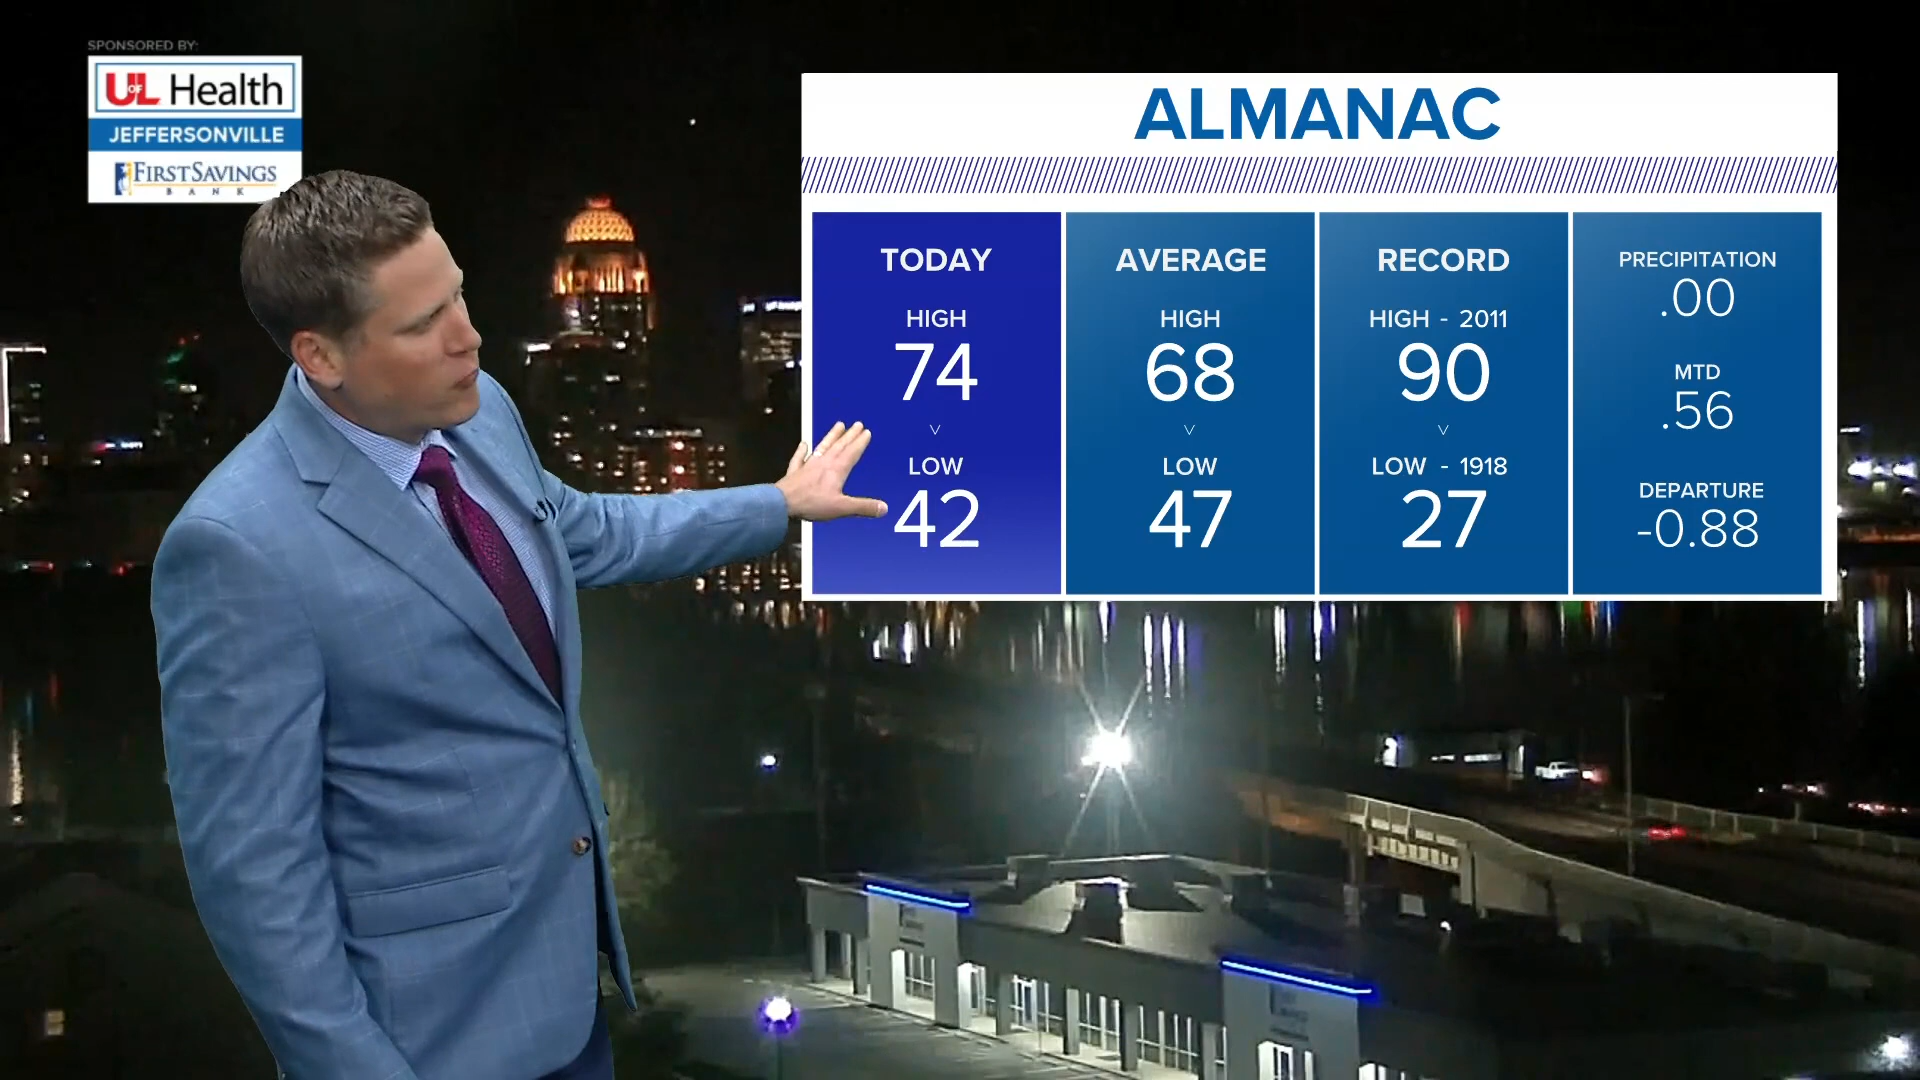 SPONSORED BY:
UofL Health
JEFFERSONVILLE
FIRST SAVINGS
BANK
ALMANAC
TODAY
HIGH
74
LOW
42
AVERAGE
HIGH
68
LOW
47
RECORD
HIGH - 2011
90
LOW - 1918
27
PRECIPITATION
.00
MTD
.56
DEPARTURE
-0.88